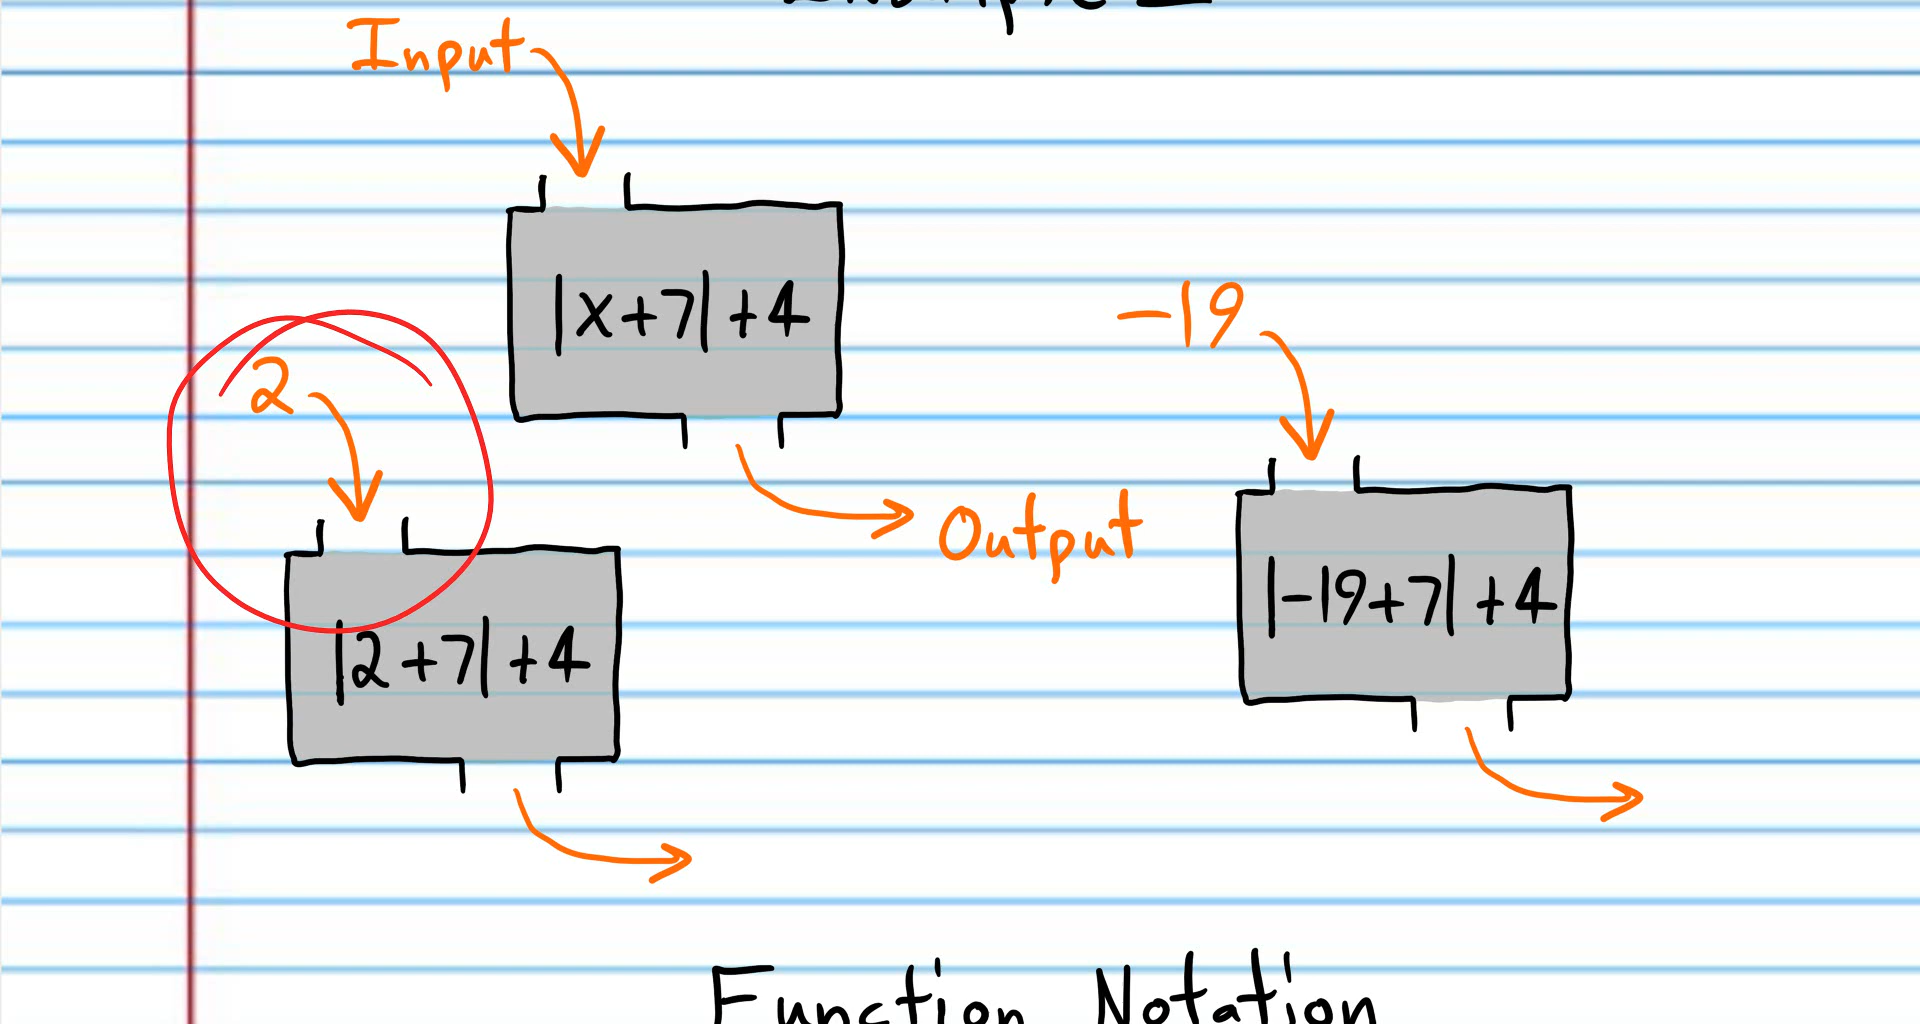 Input
|x+7|+4
-19
2
Output
|-19+7|+4
|2+7|+4
Function Notation